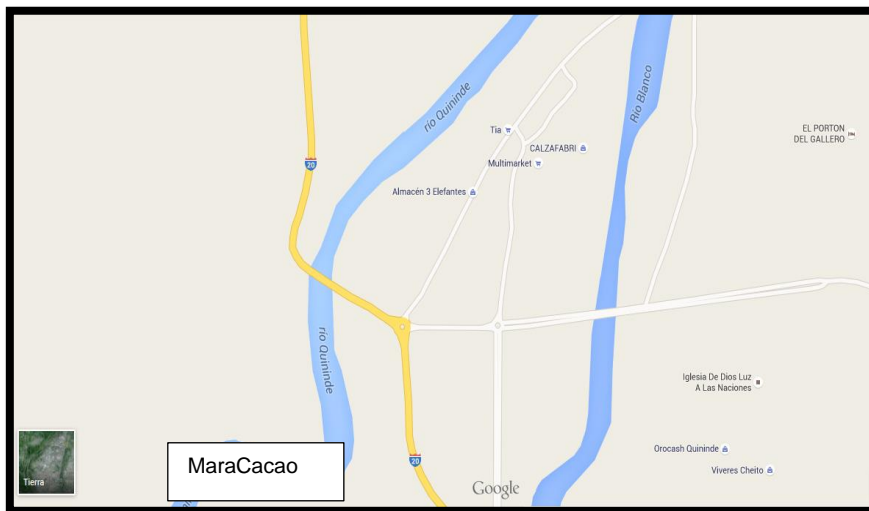 río Quininde
Río Blanco
20
Tia
CALZAFABRI
Multimarket
EL PORTON
DEL GALLERO
Almacén 3 Elefantes
río Quininde
Iglesia De Dios Luz
A Las Naciones
Orocash Quininde
Viveres Cheito
20
MaraCacao
Tierra
Google